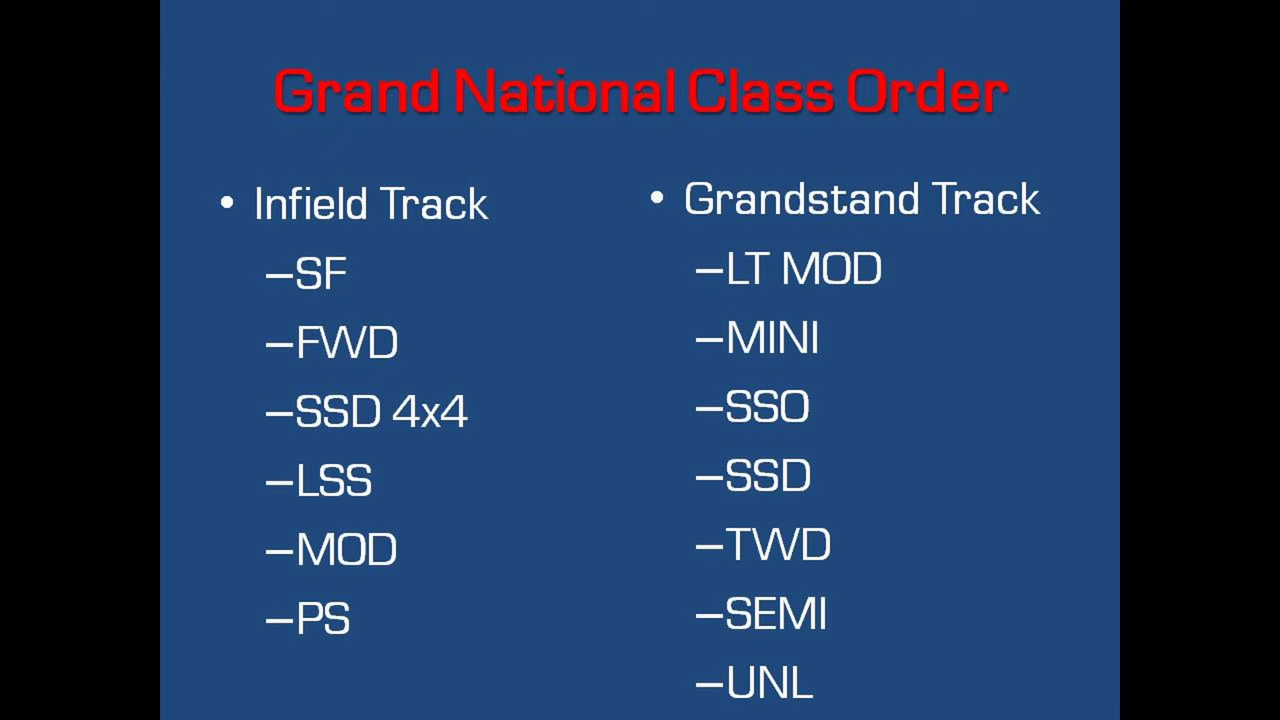 Grand National Class Order
• Infield Track
–SF
–FWD
–SSD 4x4
–LSS
–MOD
–PS
• Grandstand Track
–LT MOD
–MINI
–SSO
–SSD
–TWD
–SEMI
–UNL